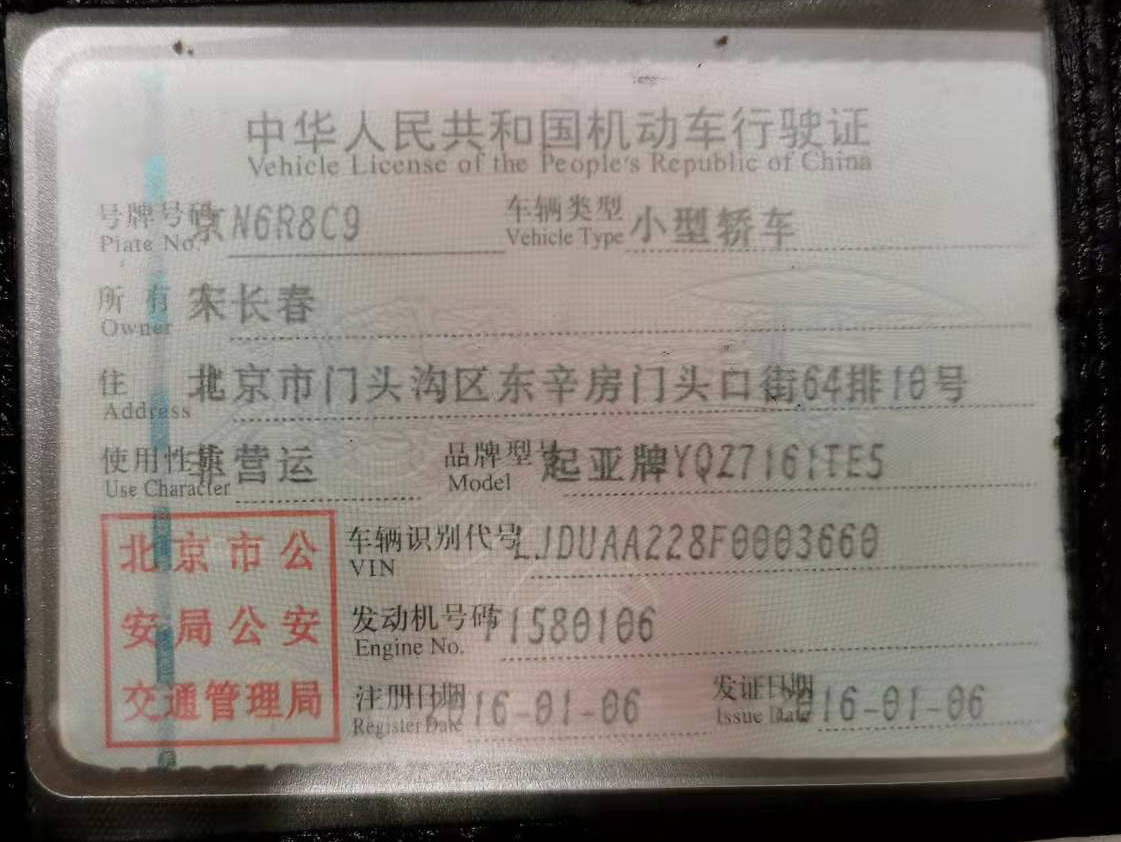 中华人民共和国机动车行驶证
Vehicle License of the People's Republic of China
号牌号码 京N6R8C9 车辆类型 小型轿车
Plate No. Vehicle Type
所有 长春
Owner
住 北京市门头沟区东辛房门头口街64排10号
Address
使用性质 非营运 品牌型号 起亚牌YQZ7161TE5
Use Character Model
北京市公 车辆识别代号 LJDUAA228F0003660
VIN
安局公安 发动机号码 F1580106
Engine No.
交通管理局 注册日期 2016-01-06 发证日期 2016-01-06
Register Date Issue Date